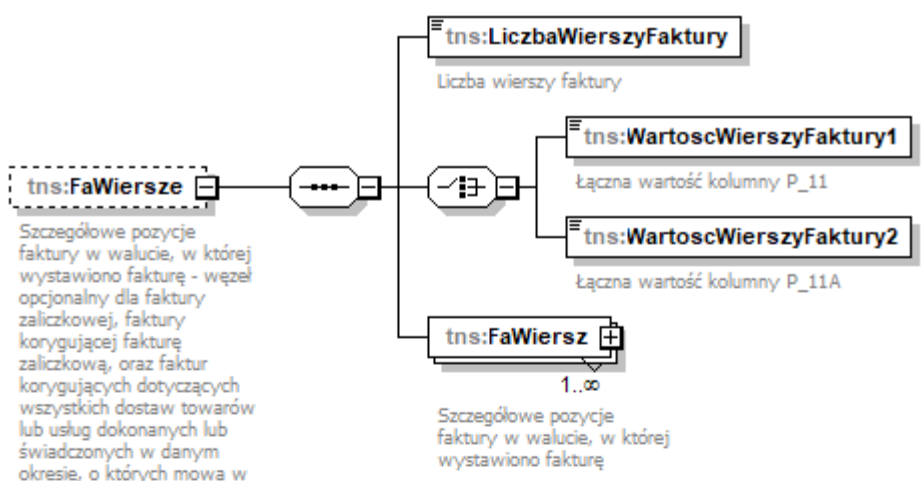 tns:LiczbaWierszyFaktury
Liczba wierszy faktury
tns:WartoscWierszyFaktury1
Łączna wartość kolumny P_11
tns:FaWiersze
Szczegółowe pozycje
faktury w walucie, w której
wystawiono fakturę - węzeł
opcjonalny dla faktury
zaliczkowej, faktury
korygującej fakturę
zaliczkową, oraz faktur
korygujących dotyczących
wszystkich dostaw towarów
lub usług dokonanych lub
świadczonych w danym
okresie, o których mowa w
tns:WartoscWierszyFaktury2
Łączna wartość kolumny P_11A
tns:FaWiersz
1..∞
Szczegółowe pozycje
faktury w walucie, w której
wystawiono fakturę